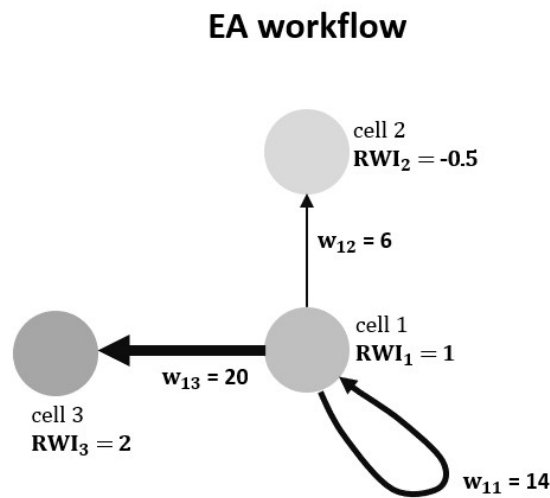 EA workflow
cell 2
RWI₂ = -0.5
w₁₂ = 6
cell 1
RWI₁ = 1
w₁₃ = 20
cell 3
RWI₃ = 2
w₁₁ = 14